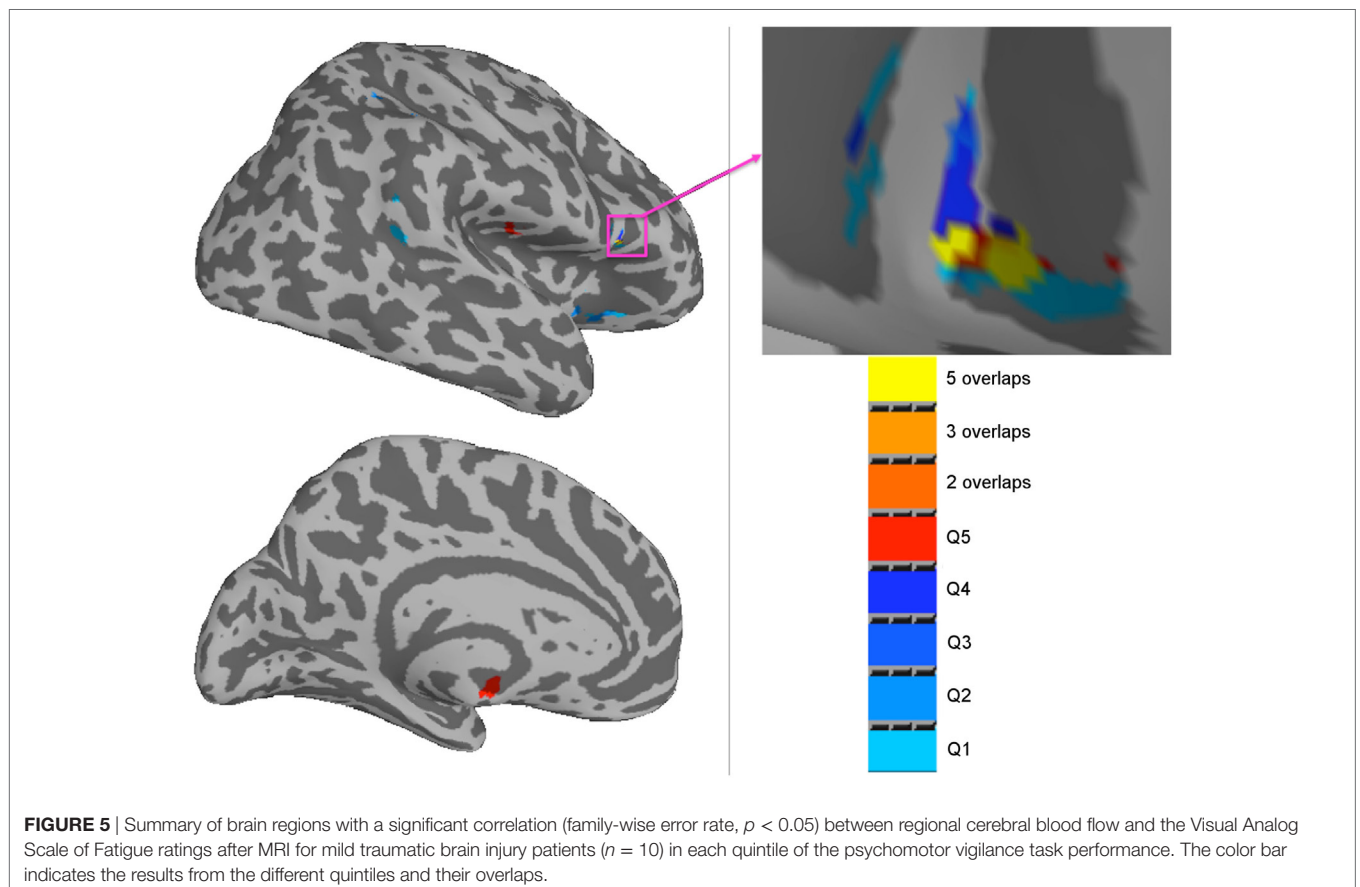 5 overlaps
3 overlaps
2 overlaps
Q5
Q4
Q3
Q2
Q1
FIGURE 5 | Summary of brain regions with a significant correlation (family-wise error rate, p < 0.05) between regional cerebral blood flow and the Visual Analog
Scale of Fatigue ratings after MRI for mild traumatic brain injury patients (n = 10) in each quintile of the psychomotor vigilance task performance. The color bar
indicates the results from the different quintiles and their overlaps.